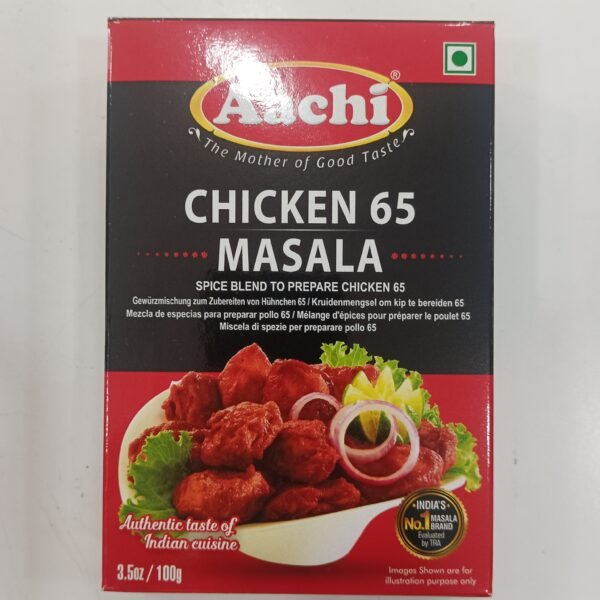 Aachi®
The Mother of Good Taste
CHICKEN 65
MASALA
SPICE BLEND TO PREPARE CHICKEN 65
Gewürzmischung zum Zubereiten von Hühnchen 65 / Kruidenmengsel om kip te bereiden 65
Mezcla de especias para preparar pollo 65 / Mélange d'épices pour préparer le poulet 65
Miscela di spezie per preparare pollo 65
Authentic taste of
Indian cuisine
3.5oz / 100g
INDIA'S
No.1 MASALA
BRAND
Evaluated
by TRA
Images Shown are for
illustration purpose only